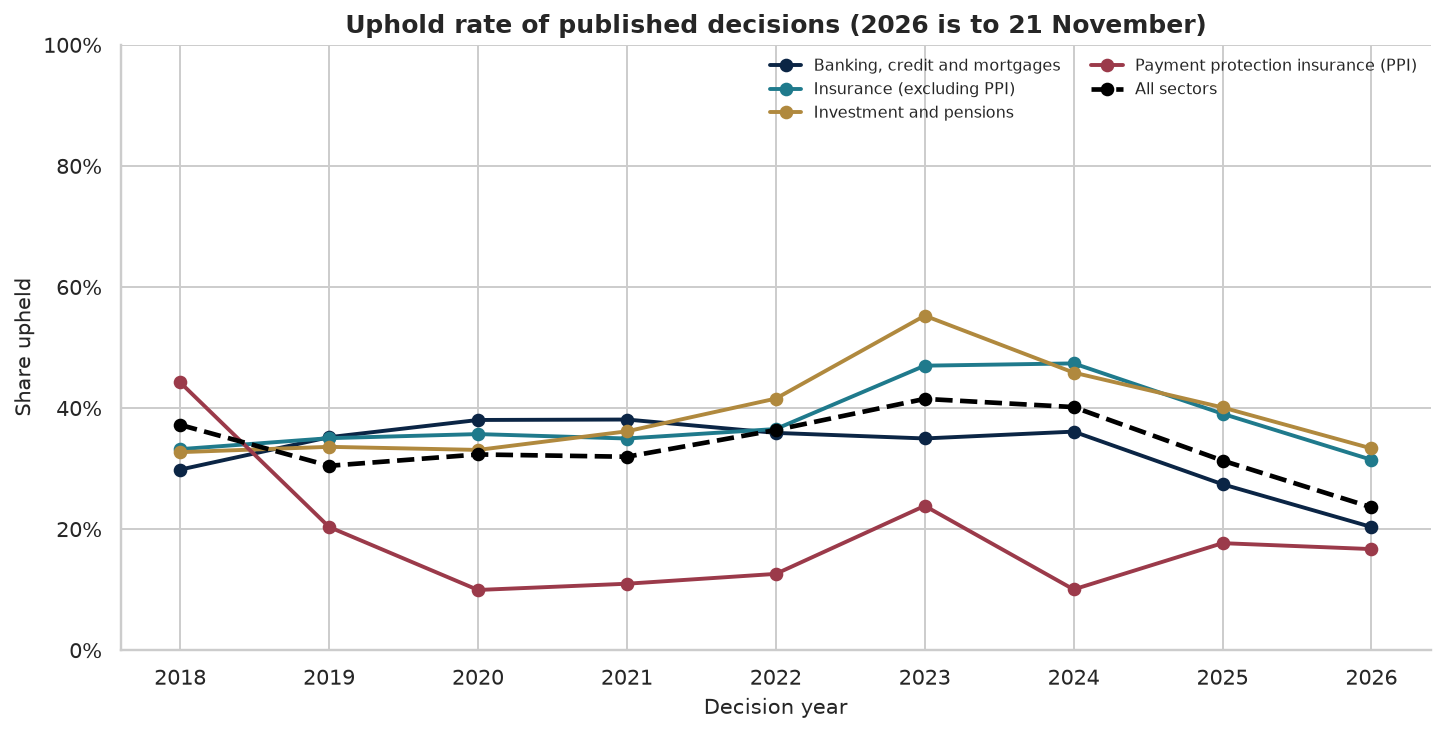 Uphold rate of published decisions (2026 is to 21 November)
Banking, credit and mortgages
Insurance (excluding PPI)
Investment and pensions
Payment protection insurance (PPI)
All sectors
Share upheld
100%
80%
60%
40%
20%
0%
2018 2019 2020 2021 2022 2023 2024 2025 2026
Decision year